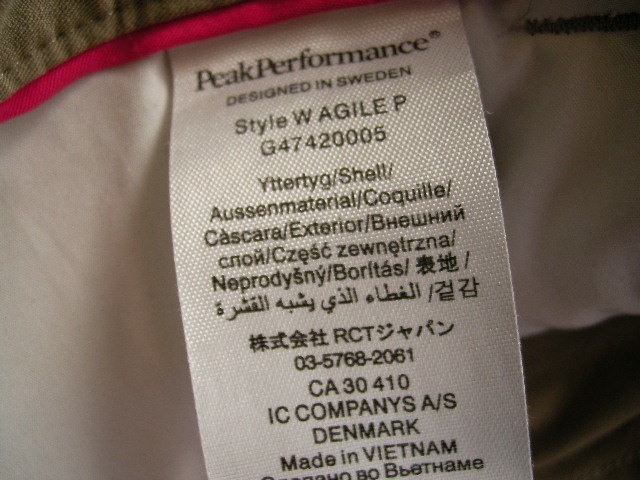 PeakPerformance®
DESIGNED IN SWEDEN
Style W AGILE P
G47420005
Yttertyg/Shell/
Aussenmaterial/Coquille/
Càscara/Exterior/Внешний
слой/Część zewnętrzna/
Neprodyšný/Borítás/ 表地 /
الغطاء الذي يشبه القشرة /겉감
株式会社 RCTジャパン
03-5768-2061
CA 30 410
IC COMPANYS A/S
DENMARK
Made in VIETNAM
Сделано во Вьетнаме